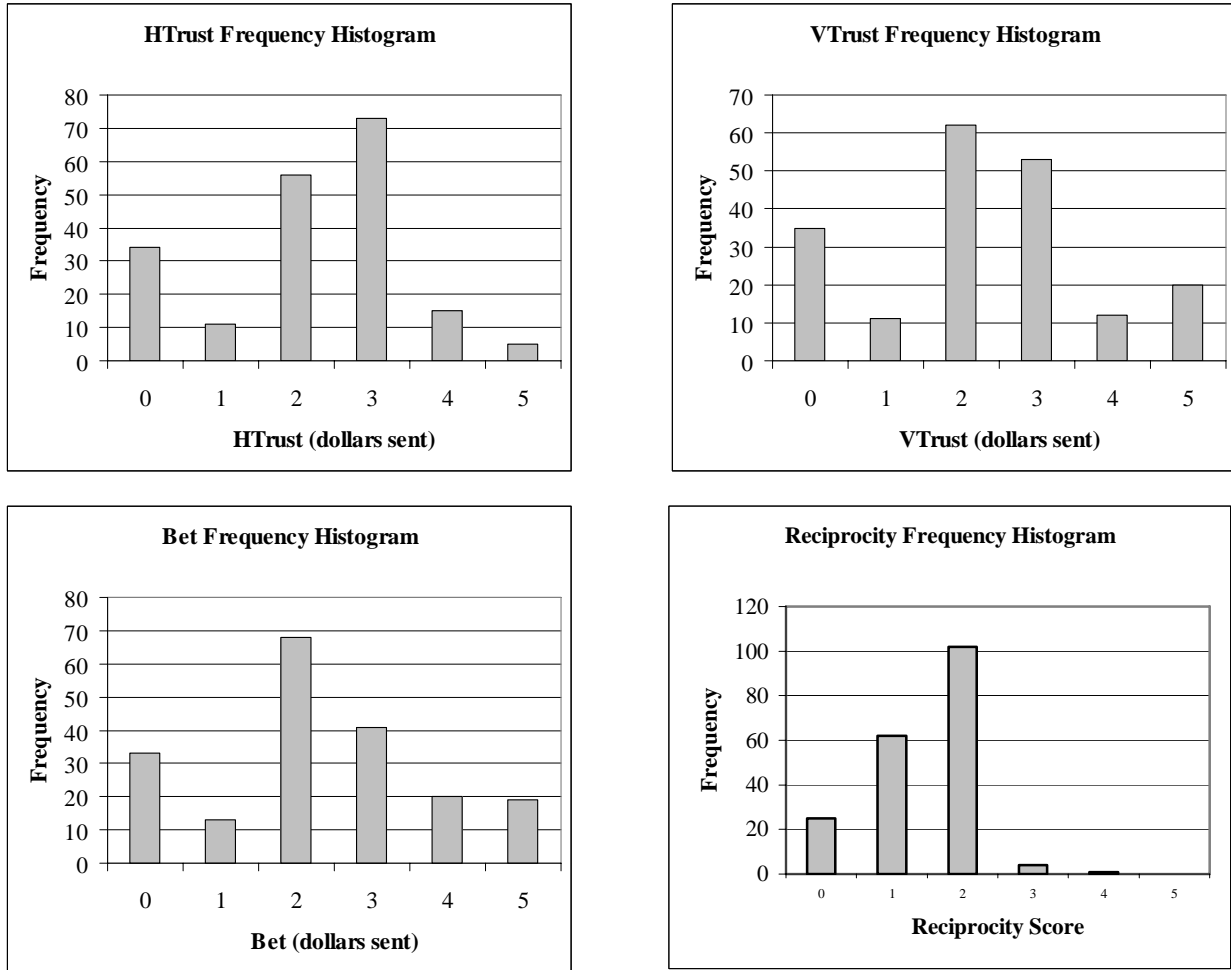 HTrust Frequency Histogram
80
70
60
50
40
30
20
10
0
Frequency
0 1 2 3 4 5
HTrust (dollars sent)
VTrust Frequency Histogram
70
60
50
40
30
20
10
0
Frequency
0 1 2 3 4 5
VTrust (dollars sent)
Bet Frequency Histogram
80
70
60
50
40
30
20
10
0
Frequency
0 1 2 3 4 5
Bet (dollars sent)
Reciprocity Frequency Histogram
120
100
80
60
40
20
0
Frequency
0 1 2 3 4 5
Reciprocity Score